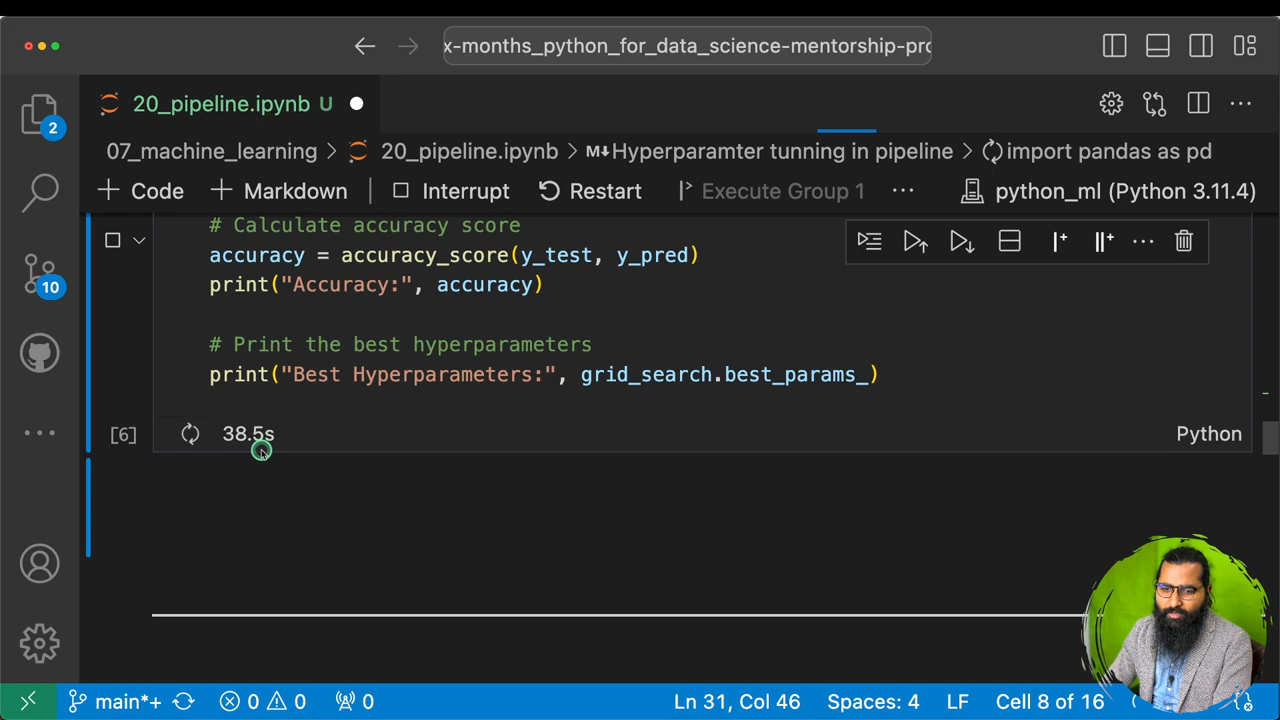 x-months_python_for_data_science-mentorship-pro
20_pipeline.ipynb U
07_machine_learning > 20_pipeline.ipynb > M↓Hyperparamter tunning in pipeline > import pandas as pd
+ Code + Markdown | Interrupt Restart Execute Group 1 ··· python_ml (Python 3.11.4)
# Calculate accuracy score
accuracy = accuracy_score(y_test, y_pred)
print("Accuracy:", accuracy)
# Print the best hyperparameters
print("Best Hyperparameters:", grid_search.best_params_)
[6] 38.5s Python
2
10
main*+ 0 0 0 Ln 31, Col 46 Spaces: 4 LF Cell 8 of 16